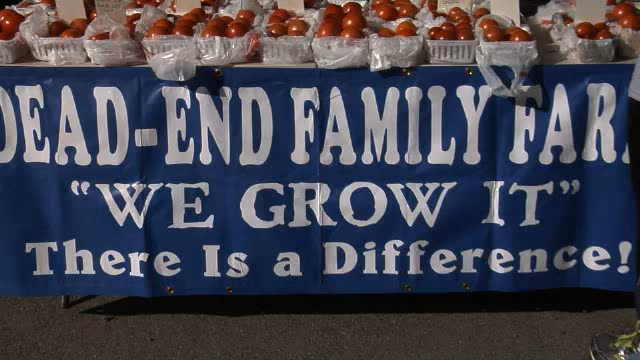 DEAD-END FAMILY FAR
"WE GROW IT"
There Is a Difference!